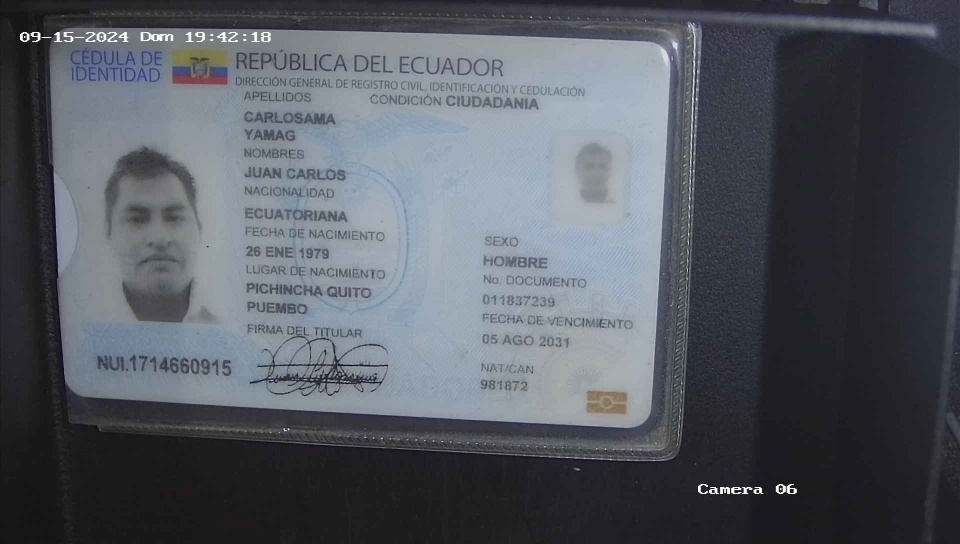 09-15-2024 Dom 19:42:18
CÉDULA DE
IDENTIDAD
REPÚBLICA DEL ECUADOR
DIRECCIÓN GENERAL DE REGISTRO CIVIL, IDENTIFICACIÓN Y CEDULACIÓN
APELLIDOS
CONDICIÓN CIUDADANIA
CARLOSAMA
YAMAG
NOMBRES
JUAN CARLOS
NACIONALIDAD
ECUATORIANA
FECHA DE NACIMIENTO
26 ENE 1979
LUGAR DE NACIMIENTO
PICHINCHA QUITO
PUEMBO
FIRMA DEL TITULAR
SEXO
HOMBRE
No. DOCUMENTO
011837239
FECHA DE VENCIMIENTO
05 AGO 2031
NAT/CAN
981872
NUI.1714660915
Camera 06